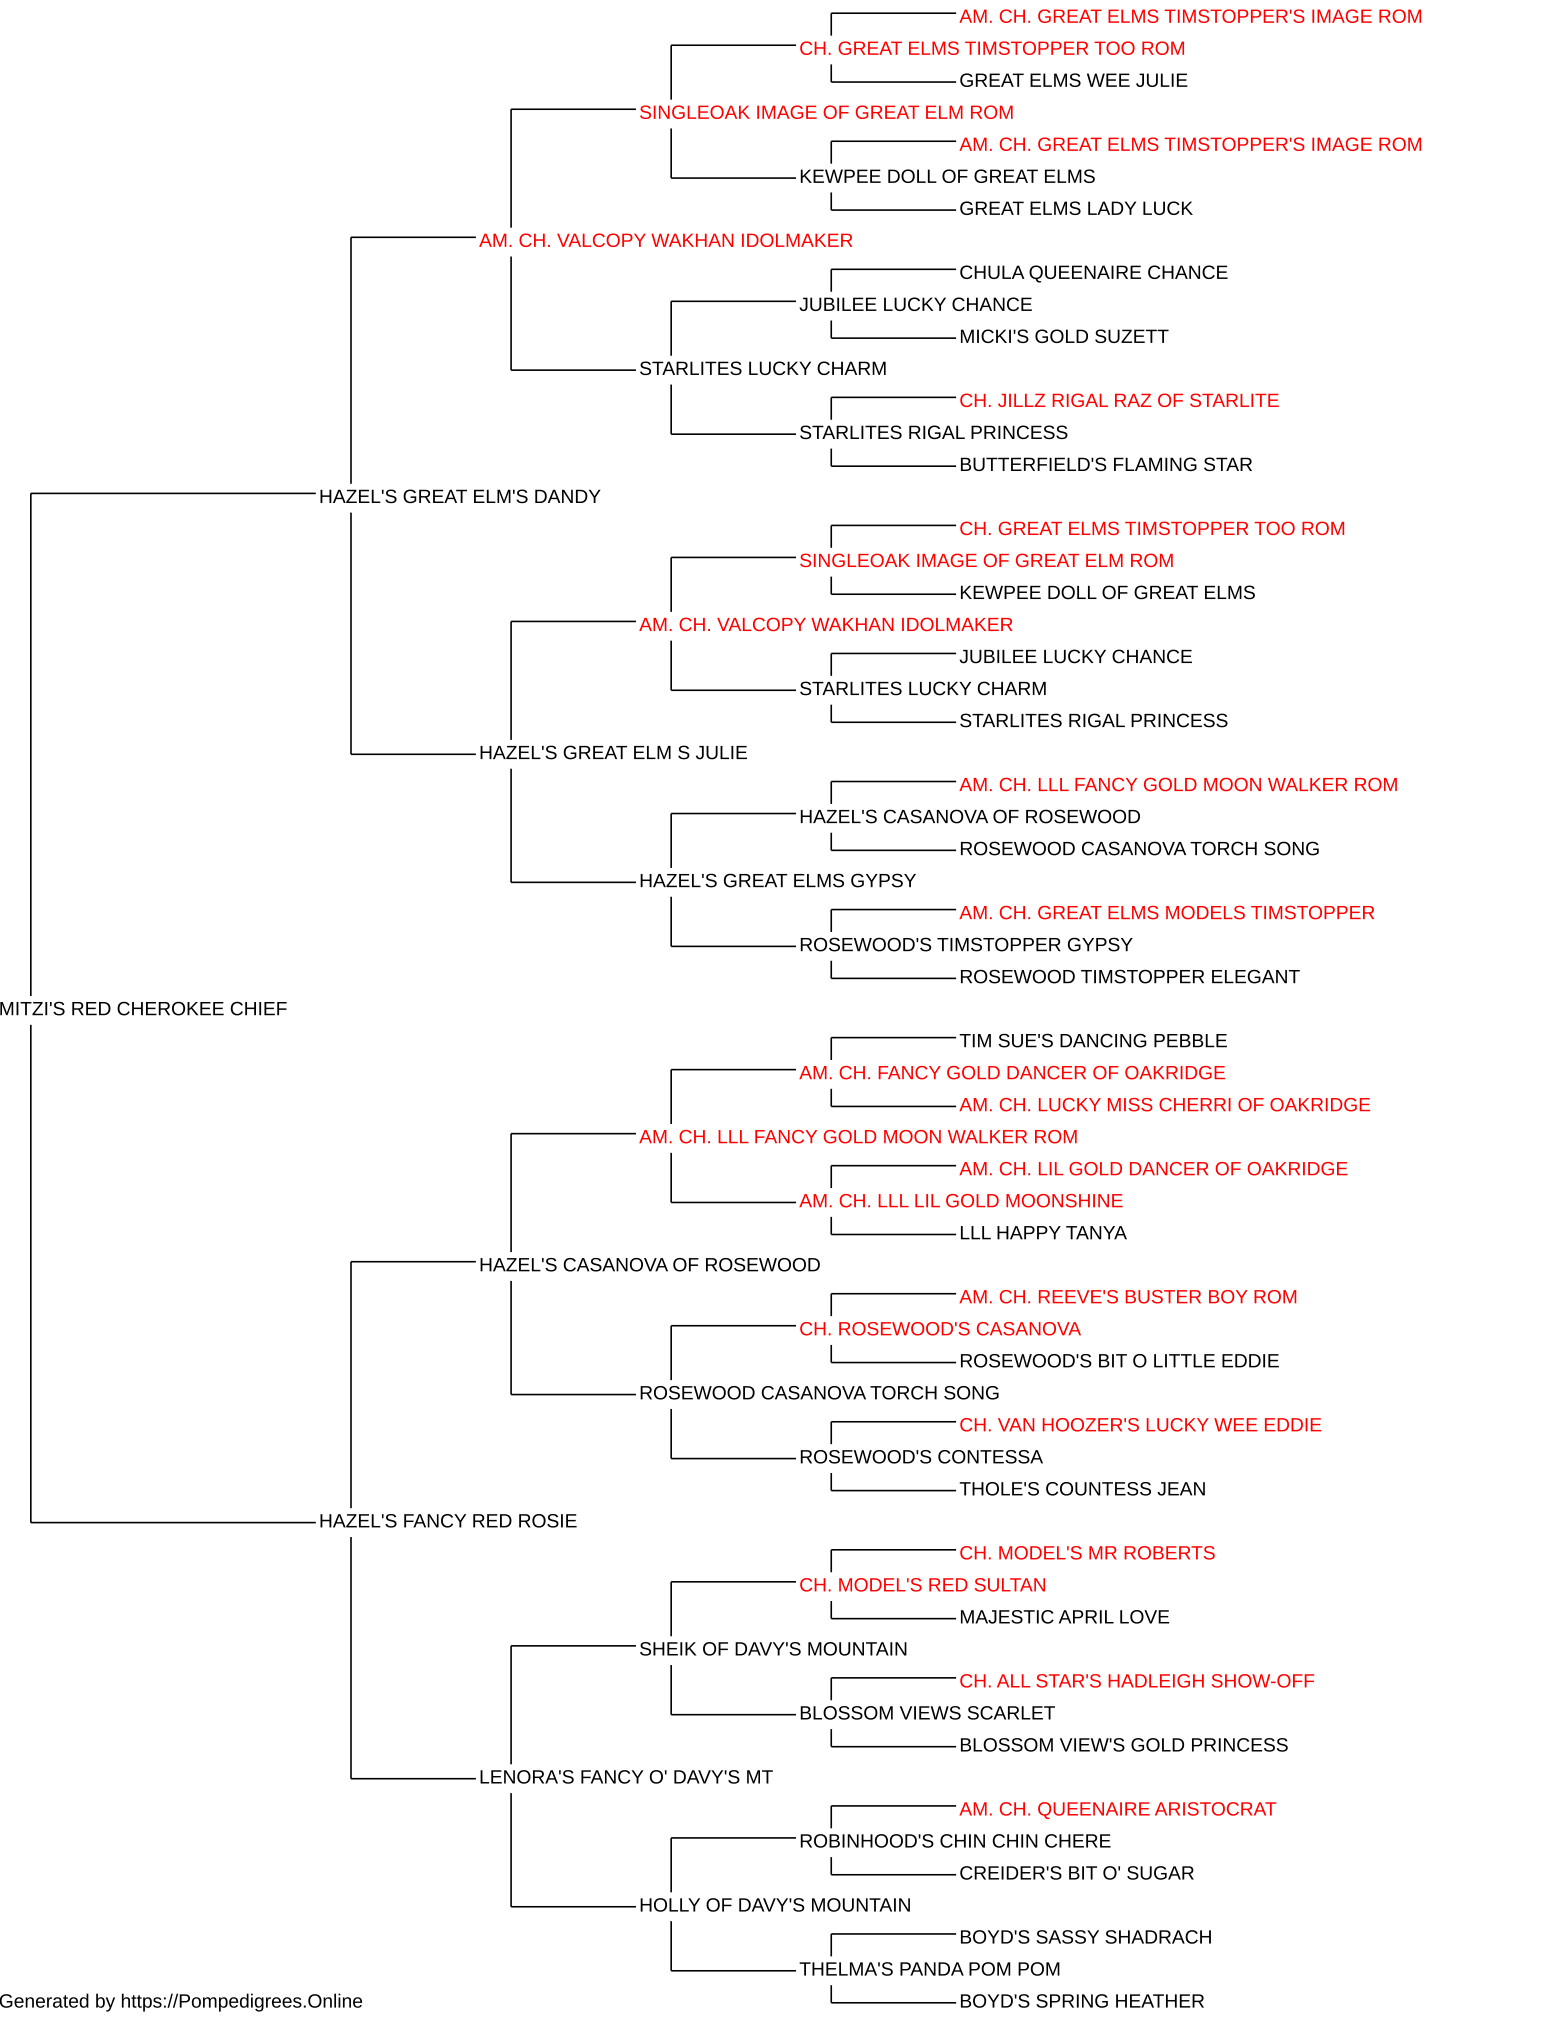 AM. CH. GREAT ELMS TIMSTOPPER'S IMAGE ROM
CH. GREAT ELMS TIMSTOPPER TOO ROM
GREAT ELMS WEE JULIE
SINGLEOAK IMAGE OF GREAT ELM ROM
AM. CH. GREAT ELMS TIMSTOPPER'S IMAGE ROM
KEWPEE DOLL OF GREAT ELMS
GREAT ELMS LADY LUCK
AM. CH. VALCOPY WAKHAN IDOLMAKER
CHULA QUEENAIRE CHANCE
JUBILEE LUCKY CHANCE
MICKI'S GOLD SUZETT
STARLITES LUCKY CHARM
CH. JILLZ RIGAL RAZ OF STARLITE
STARLITES RIGAL PRINCESS
BUTTERFIELD'S FLAMING STAR
HAZEL'S GREAT ELM'S DANDY
CH. GREAT ELMS TIMSTOPPER TOO ROM
SINGLEOAK IMAGE OF GREAT ELM ROM
KEWPEE DOLL OF GREAT ELMS
AM. CH. VALCOPY WAKHAN IDOLMAKER
JUBILEE LUCKY CHANCE
STARLITES LUCKY CHARM
STARLITES RIGAL PRINCESS
HAZEL'S GREAT ELM S JULIE
AM. CH. LLL FANCY GOLD MOON WALKER ROM
HAZEL'S CASANOVA OF ROSEWOOD
ROSEWOOD CASANOVA TORCH SONG
HAZEL'S GREAT ELMS GYPSY
AM. CH. GREAT ELMS MODELS TIMSTOPPER
ROSEWOOD'S TIMSTOPPER GYPSY
ROSEWOOD TIMSTOPPER ELEGANT
MITZI'S RED CHEROKEE CHIEF
TIM SUE'S DANCING PEBBLE
AM. CH. FANCY GOLD DANCER OF OAKRIDGE
AM. CH. LUCKY MISS CHERRI OF OAKRIDGE
AM. CH. LLL FANCY GOLD MOON WALKER ROM
AM. CH. LIL GOLD DANCER OF OAKRIDGE
AM. CH. LLL LIL GOLD MOONSHINE
LLL HAPPY TANYA
HAZEL'S CASANOVA OF ROSEWOOD
AM. CH. REEVE'S BUSTER BOY ROM
CH. ROSEWOOD'S CASANOVA
ROSEWOOD'S BIT O LITTLE EDDIE
ROSEWOOD CASANOVA TORCH SONG
CH. VAN HOOZER'S LUCKY WEE EDDIE
ROSEWOOD'S CONTESSA
THOLE'S COUNTESS JEAN
HAZEL'S FANCY RED ROSIE
CH. MODEL'S MR ROBERTS
CH. MODEL'S RED SULTAN
MAJESTIC APRIL LOVE
SHEIK OF DAVY'S MOUNTAIN
CH. ALL STAR'S HADLEIGH SHOW-OFF
BLOSSOM VIEWS SCARLET
BLOSSOM VIEW'S GOLD PRINCESS
LENORA'S FANCY O' DAVY'S MT
AM. CH. QUEENAIRE ARISTOCRAT
ROBINHOOD'S CHIN CHIN CHERE
CREIDER'S BIT O' SUGAR
HOLLY OF DAVY'S MOUNTAIN
BOYD'S SASSY SHADRACH
THELMA'S PANDA POM POM
BOYD'S SPRING HEATHER
Generated by https://Pompedigrees.Online